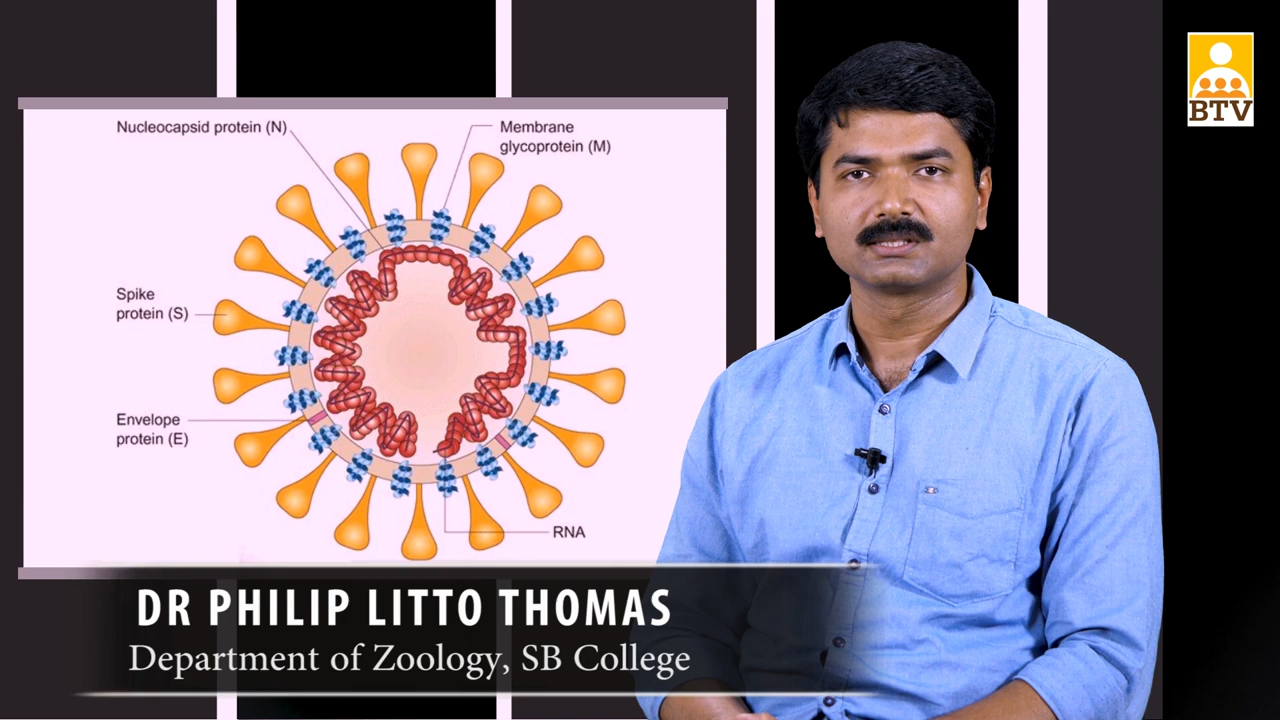 Nucleocapsid protein (N)
Membrane
glycoprotein (M)
Spike
protein (S)
Envelope
protein (E)
RNA
BTV
DR PHILIP LITTO THOMAS
Department of Zoology, SB College